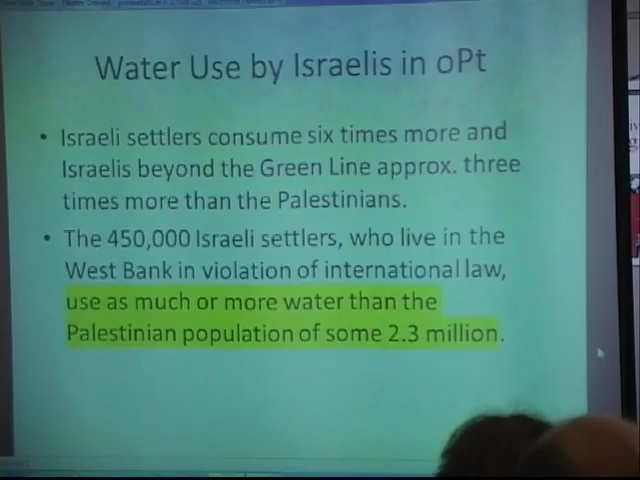 Water Use by Israelis in oPt
• Israeli settlers consume six times more and
Israelis beyond the Green Line approx. three
times more than the Palestinians.
• The 450,000 Israeli settlers, who live in the
West Bank in violation of international law,
use as much or more water than the
Palestinian population of some 2.3 million.